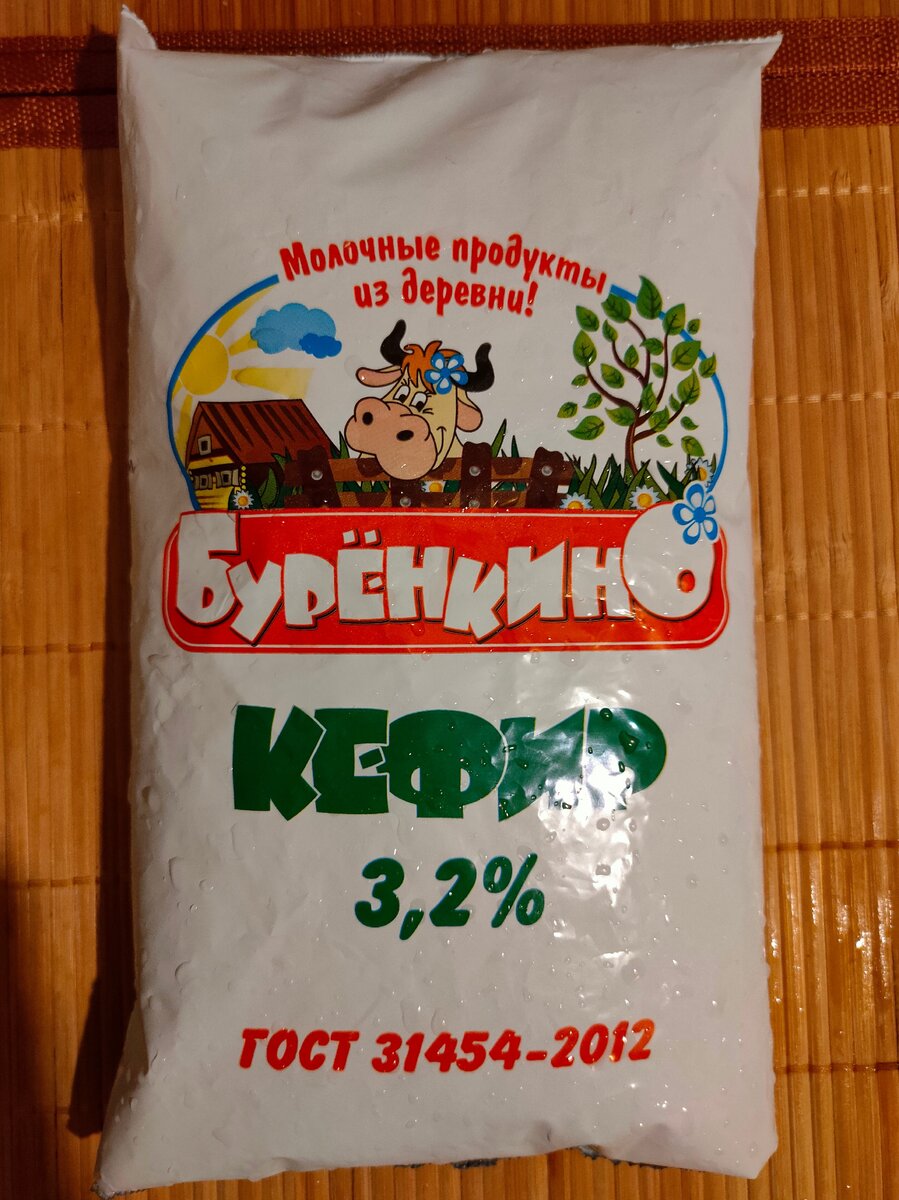 Молочные продукты
из деревни!
БУРЁНКИНО
КЕФИР
3,2%
ГОСТ 31454-2012